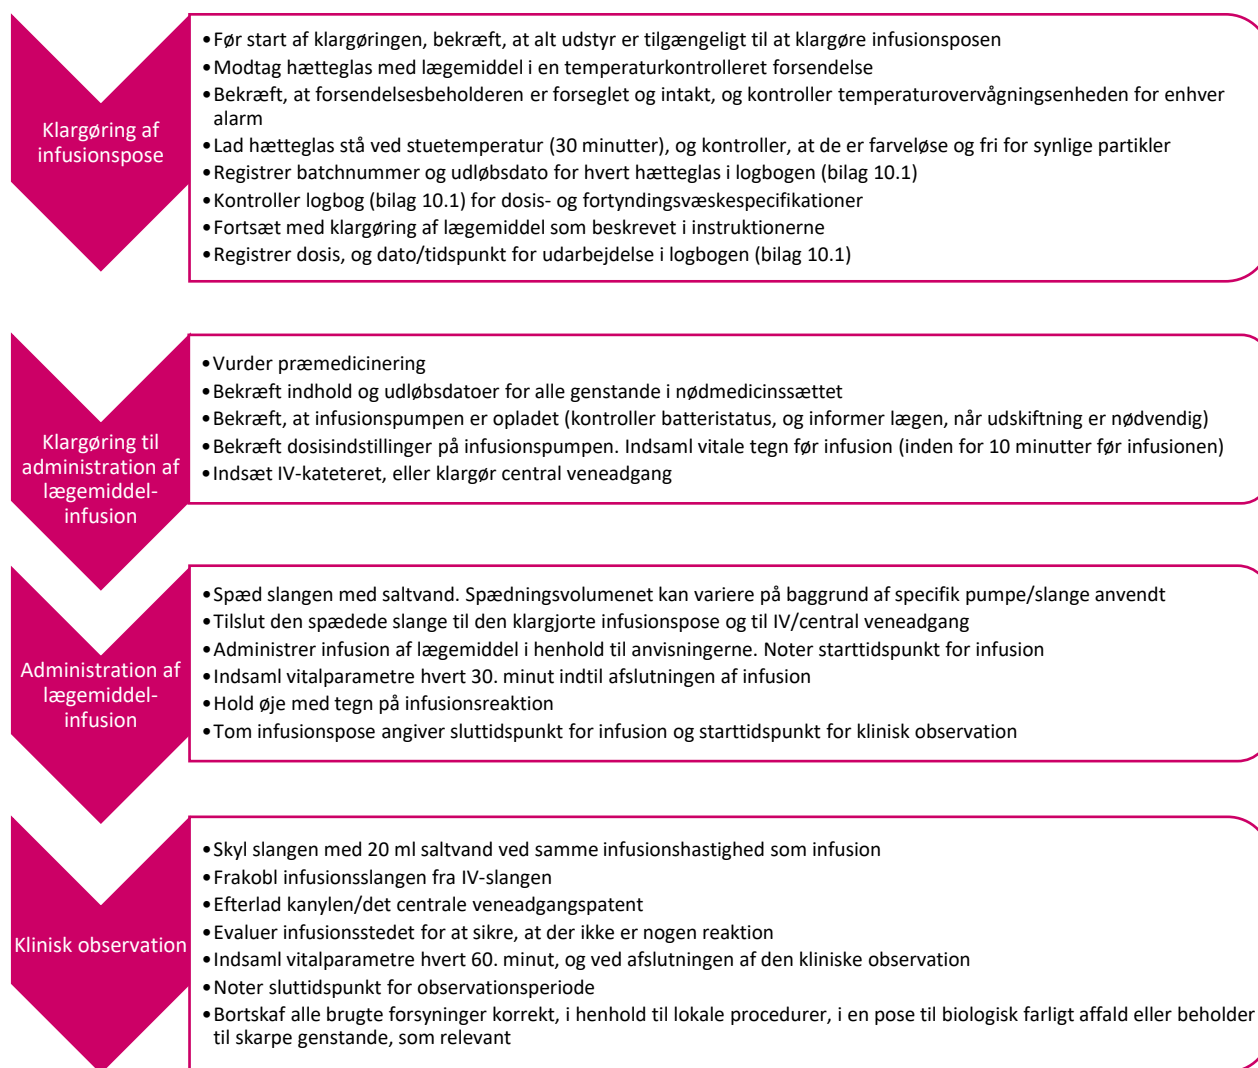 Klargøring af
infusionspose
•Før start af klargøringen, bekræft, at alt udstyr er tilgængeligt til at klargøre infusionsposen
•Modtag hætteglas med lægemiddel i en temperaturkontrolleret forsendelse
•Bekræft, at forsendelsesbeholderen er forseglet og intakt, og kontroller temperaturovervågningsenheden for enhver
alarm
•Lad hætteglas stå ved stuetemperatur (30 minutter), og kontroller, at de er farveløse og fri for synlige partikler
•Registrer batchnummer og udløbsdato for hvert hætteglas i logbogen (bilag 10.1)
•Kontroller logbog (bilag 10.1) for dosis- og fortyndingsvæskespecifikationer
•Fortsæt med klargøring af lægemiddel som beskrevet i instruktionerne
•Registrer dosis, og dato/tidspunkt for udarbejdelse i logbogen (bilag 10.1)
Klargøring til
administration af
lægemiddel-
infusion
•Vurder præmedicinering
•Bekræft indhold og udløbsdatoer for alle genstande i nødmedicinssættet
•Bekræft, at infusionspumpen er opladet (kontroller batteristatus, og informer lægen, når udskiftning er nødvendig)
•Bekræft dosisindstillinger på infusionspumpen. Indsaml vitale tegn før infusion (inden for 10 minutter før infusionen)
•Indsæt IV-kateteret, eller klargør central veneadgang
Administration af
lægemiddel-
infusion
•Spæd slangen med saltvand. Spædningsvolumenet kan variere på baggrund af specifik pumpe/slange anvendt
•Tilslut den spædede slange til den klargjorte infusionspose og til IV/central veneadgang
•Administrer infusion af lægemiddel i henhold til anvisningerne. Noter starttidspunkt for infusion
•Indsaml vitalparametre hvert 30. minut indtil afslutningen af infusion
•Hold øje med tegn på infusionsreaktion
•Tom infusionspose angiver sluttidspunkt for infusion og starttidspunkt for klinisk observation
Klinisk observation
•Skyl slangen med 20 ml saltvand ved samme infusionshastighed som infusion
•Frakobl infusionsslangen fra IV-slangen
•Efterlad kanylen/det centrale veneadgangspatent
•Evaluer infusionsstedet for at sikre, at der ikke er nogen reaktion
•Indsaml vitalparametre hvert 60. minut, og ved afslutningen af den kliniske observation
•Noter sluttidspunkt for observationsperiode
•Bortskaf alle brugte forsyninger korrekt, i henhold til lokale procedurer, i en pose til biologisk farligt affald eller beholder
til skarpe genstande, som relevant